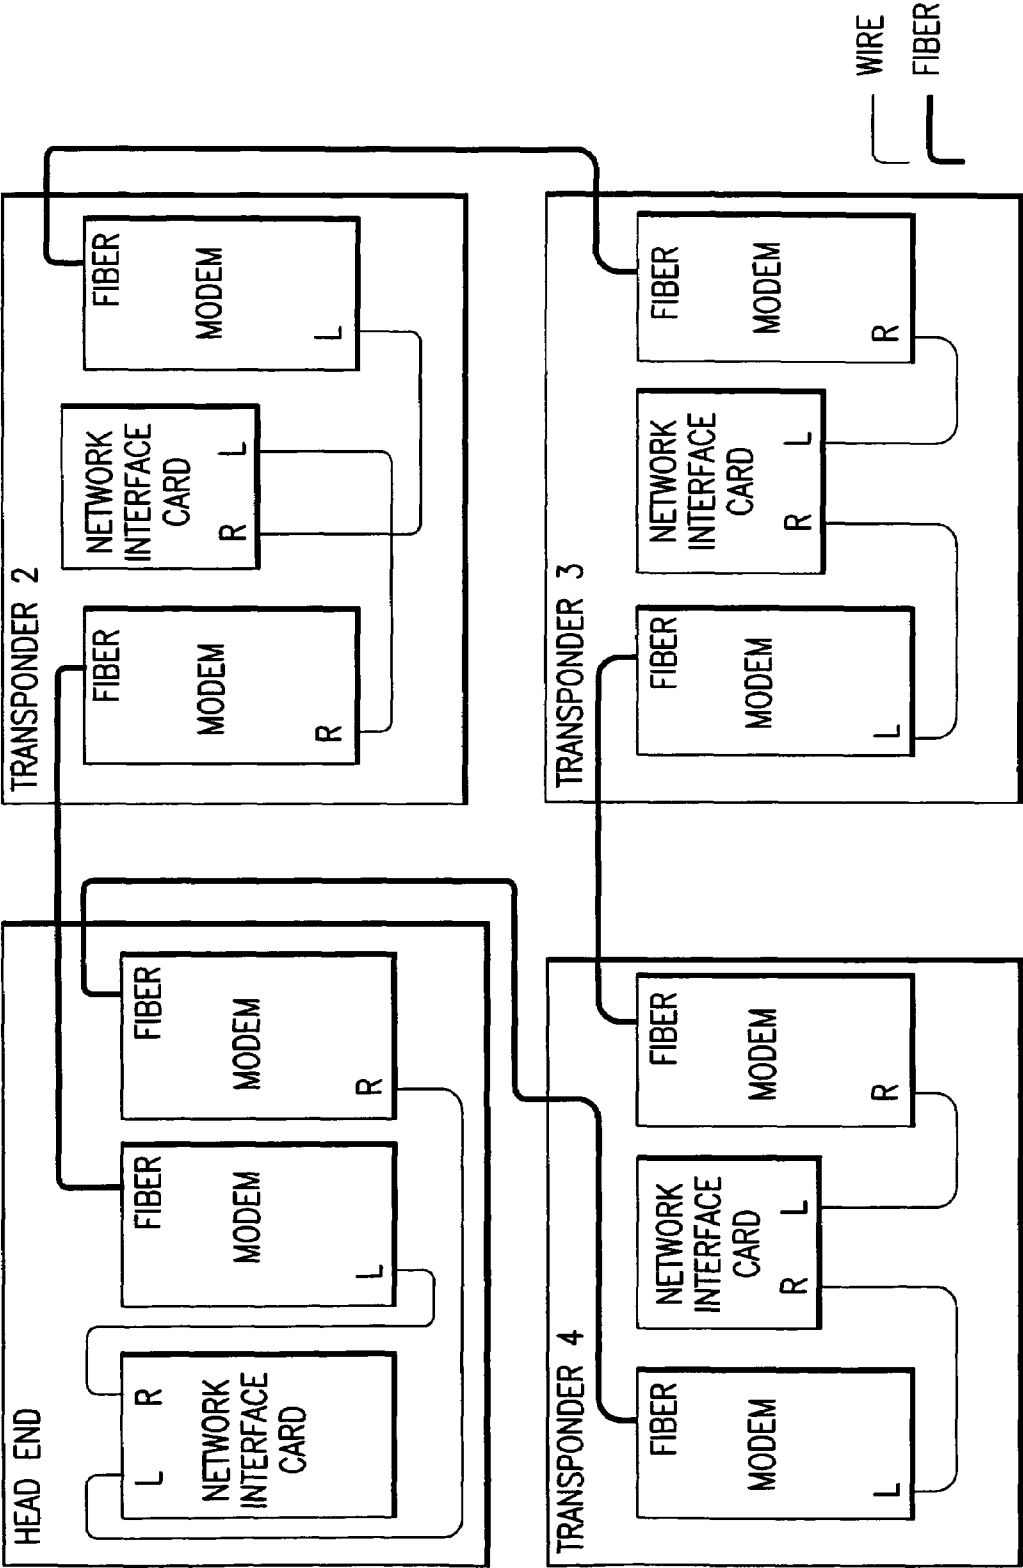 HEAD END
L
R
NETWORK
INTERFACE
CARD
FIBER
MODEM
L
FIBER
MODEM
R
TRANSPONDER 2
FIBER
MODEM
R
NETWORK
INTERFACE
CARD
R
L
FIBER
MODEM
L
TRANSPONDER 4
FIBER
MODEM
L
NETWORK
INTERFACE
CARD
R
L
FIBER
MODEM
R
TRANSPONDER 3
FIBER
MODEM
L
NETWORK
INTERFACE
CARD
R
L
FIBER
MODEM
R
WIRE
FIBER